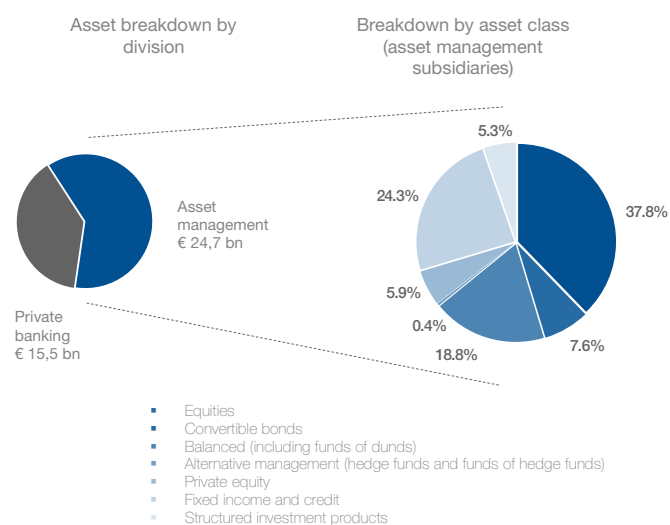 Asset breakdown by
division
Breakdown by asset class
(asset management
subsidiaries)
5.3%
24.3%
37.8%
Asset
management
€ 24,7 bn
5.9%
Private
banking
€ 15,5 bn
0.4%
18.8%
7.6%
Equities
Convertible bonds
Balanced (including funds of dunds)
Alternative management (hedge funds and funds of hedge funds)
Private equity
Fixed income and credit
Structured investment products